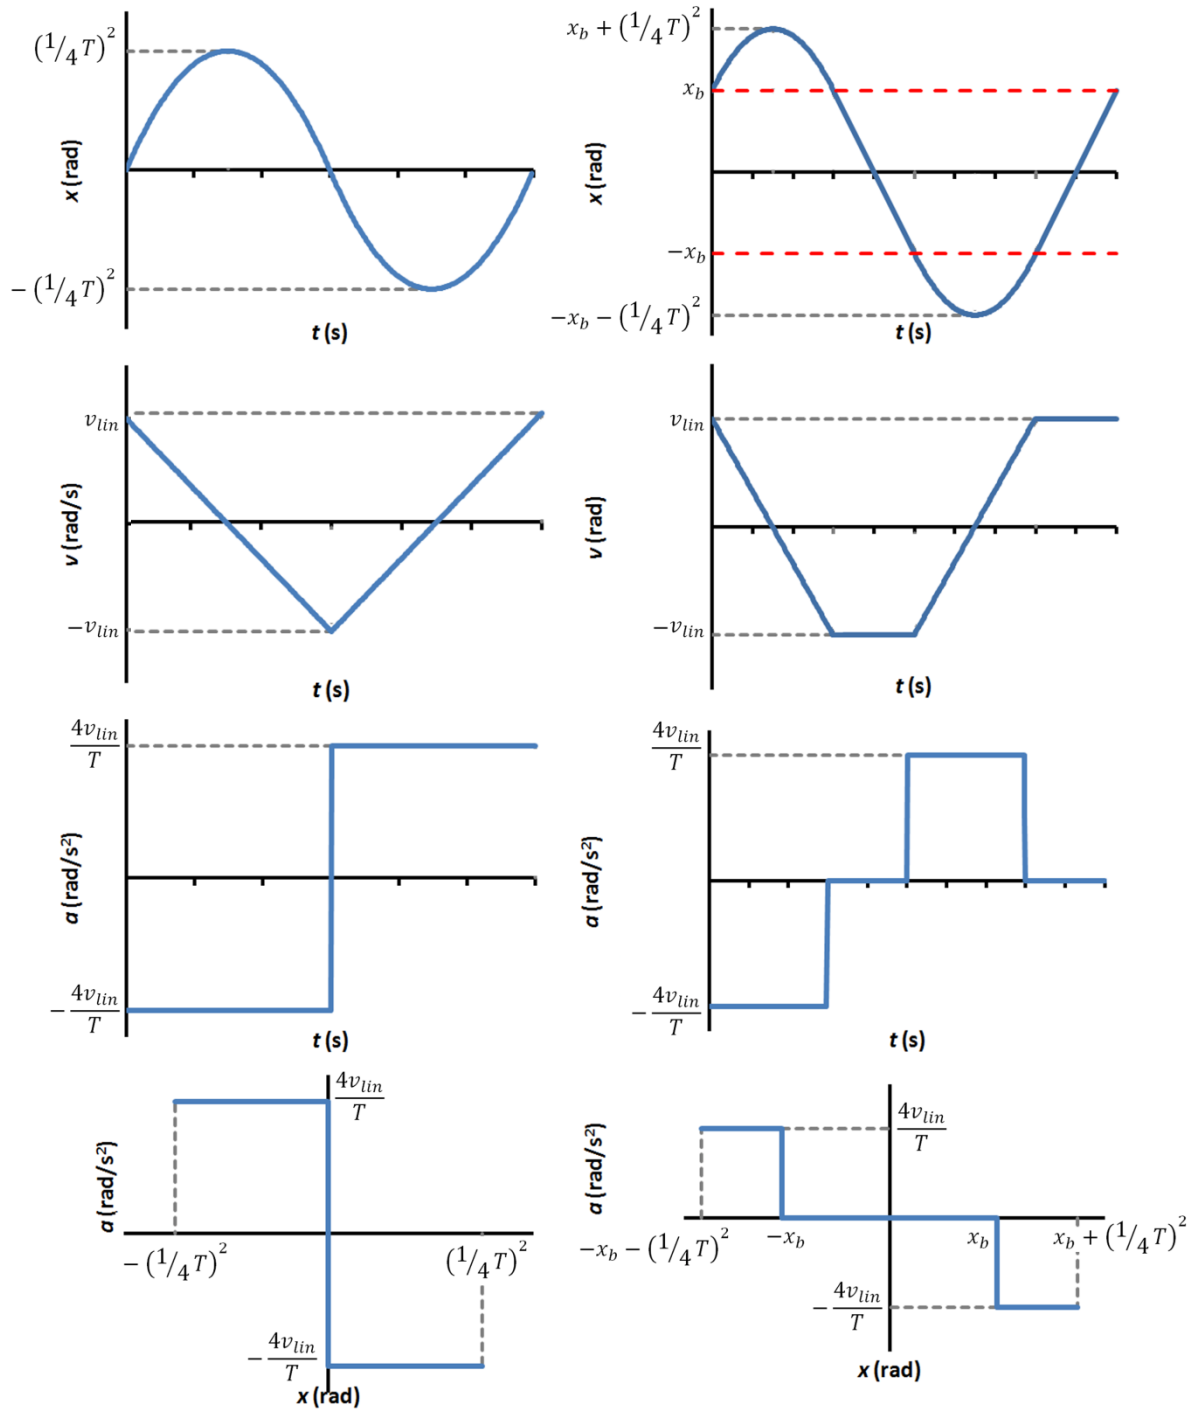 (1/4 T)²
x (rad)
−(1/4 T)²
t (s)
x_b + (1/4 T)²
x_b
x (rad)
−x_b
−x_b − (1/4 T)²
t (s)
v_lin
v (rad/s)
−v_lin
t (s)
v_lin
v (rad)
−v_lin
t (s)
4v_lin/T
a (rad/s²)
−4v_lin/T
t (s)
4v_lin/T
a (rad/s²)
−4v_lin/T
t (s)
4v_lin/T
a (rad/s²)
−(1/4 T)²
(1/4 T)²
−4v_lin/T
x (rad)
4v_lin/T
a (rad/s²)
−x_b − (1/4 T)²
−x_b
x_b
x_b + (1/4 T)²
−4v_lin/T
x (rad)